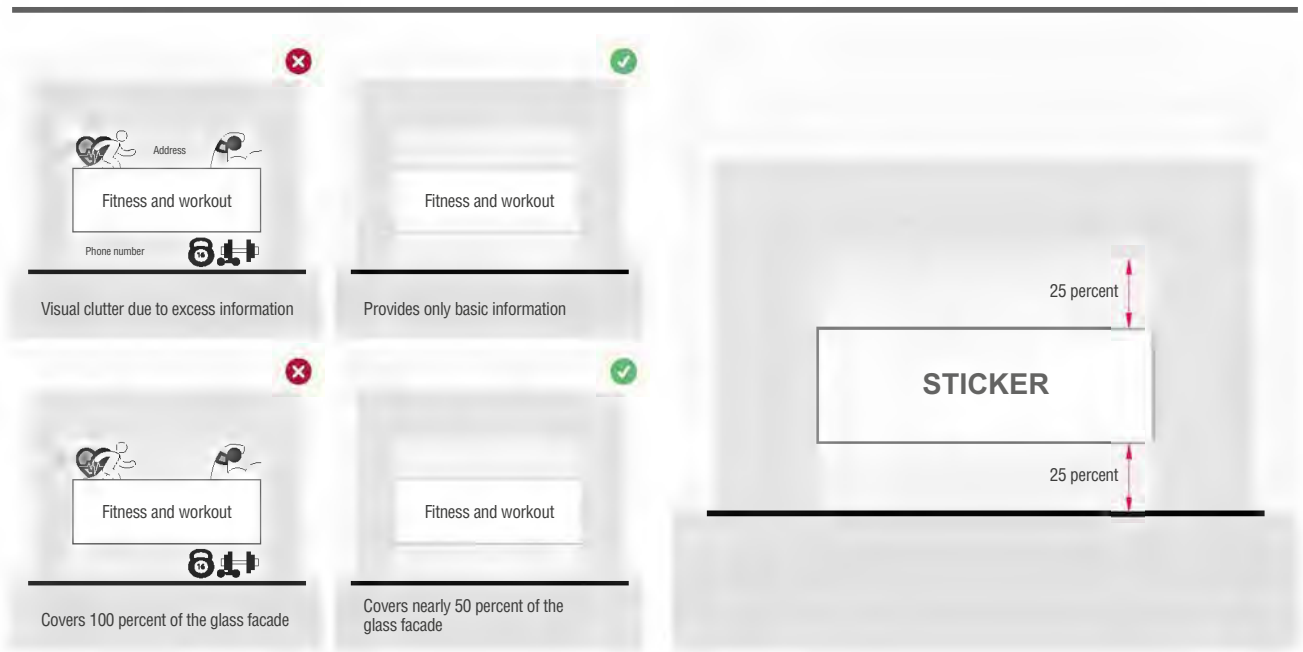 Address
Fitness and workout
Phone number
16
Visual clutter due to excess information
Fitness and workout
Provides only basic information
Fitness and workout
16
Covers 100 percent of the glass facade
Fitness and workout
Covers nearly 50 percent of the
glass facade
25 percent
STICKER
25 percent